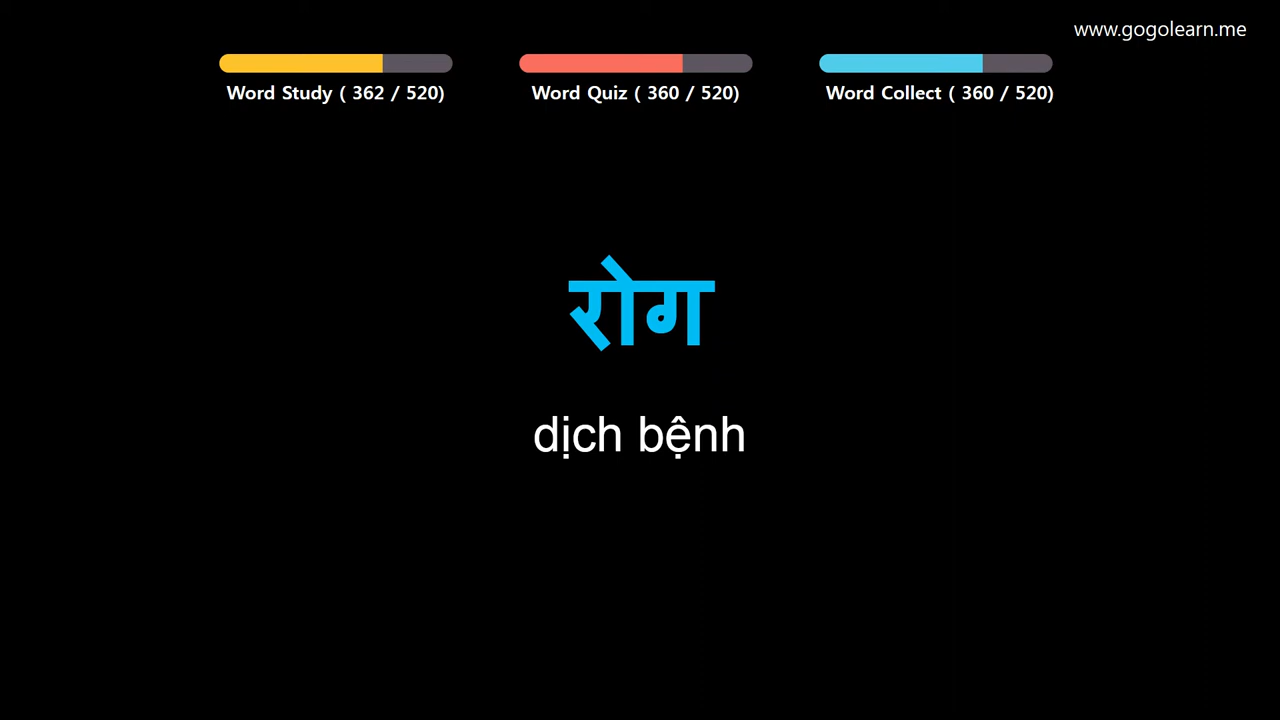 www.gogolearn.me
Word Study ( 362 / 520)
Word Quiz ( 360 / 520)
Word Collect ( 360 / 520)
रोग
dịch bệnh